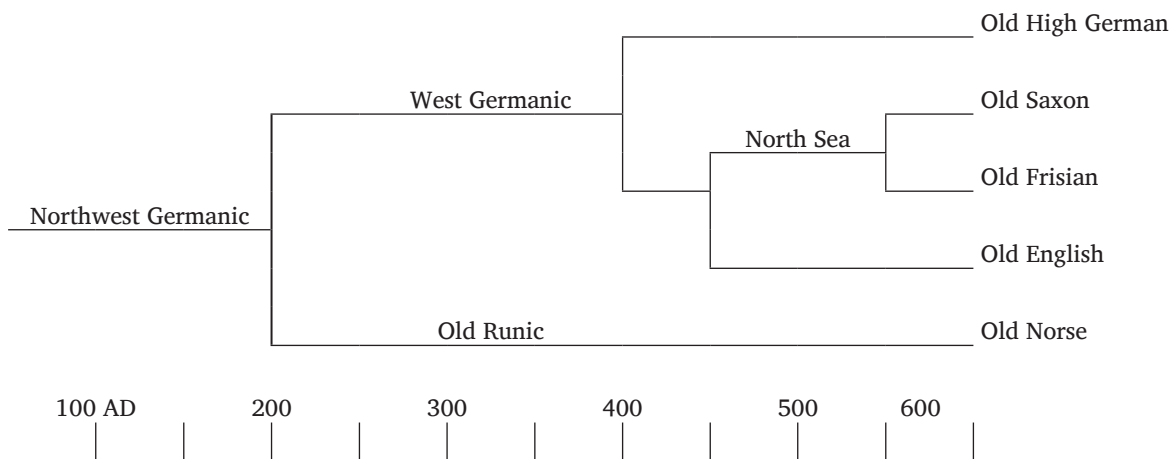 Old High German
West Germanic
Old Saxon
North Sea
Old Frisian
Northwest Germanic
Old English
Old Runic
Old Norse
100 AD 200 300 400 500 600